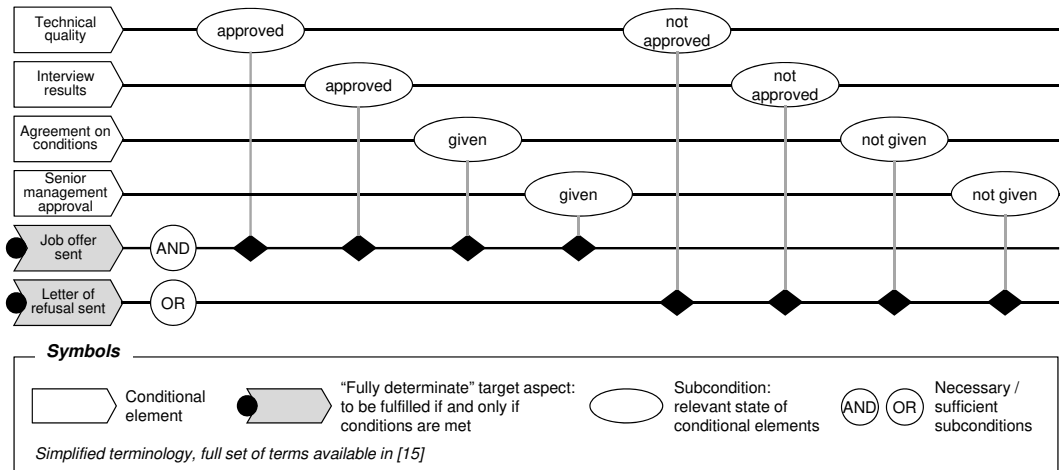 Technical
quality
approved
not
approved
Interview
results
approved
not
approved
Agreement on
conditions
given
not given
Senior
management
approval
given
not given
Job offer
sent
AND
Letter of
refusal sent
OR
Symbols
Conditional
element
“Fully determinate” target aspect:
to be fulfilled if and only if
conditions are met
Subcondition:
relevant state of
conditional elements
AND OR
Necessary /
sufficient
subconditions
Simplified terminology, full set of terms available in [15]